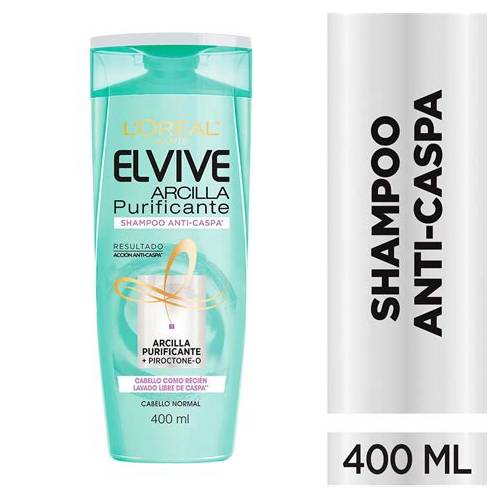 L'ORÉAL
PARIS
ELVIVE
ARCILLA
Purificante
SHAMPOO ANTI-CASPA*
RESULTADO
ACCIÓN ANTI-CASPA*
ARCILLA
PURIFICANTE
+ PIROCTONE-O
CABELLO COMO RECIÉN
LAVADO LIBRE DE CASPA**
CABELLO NORMAL
400 ml
SHAMPOO
ANTI-CASPA
400 ML